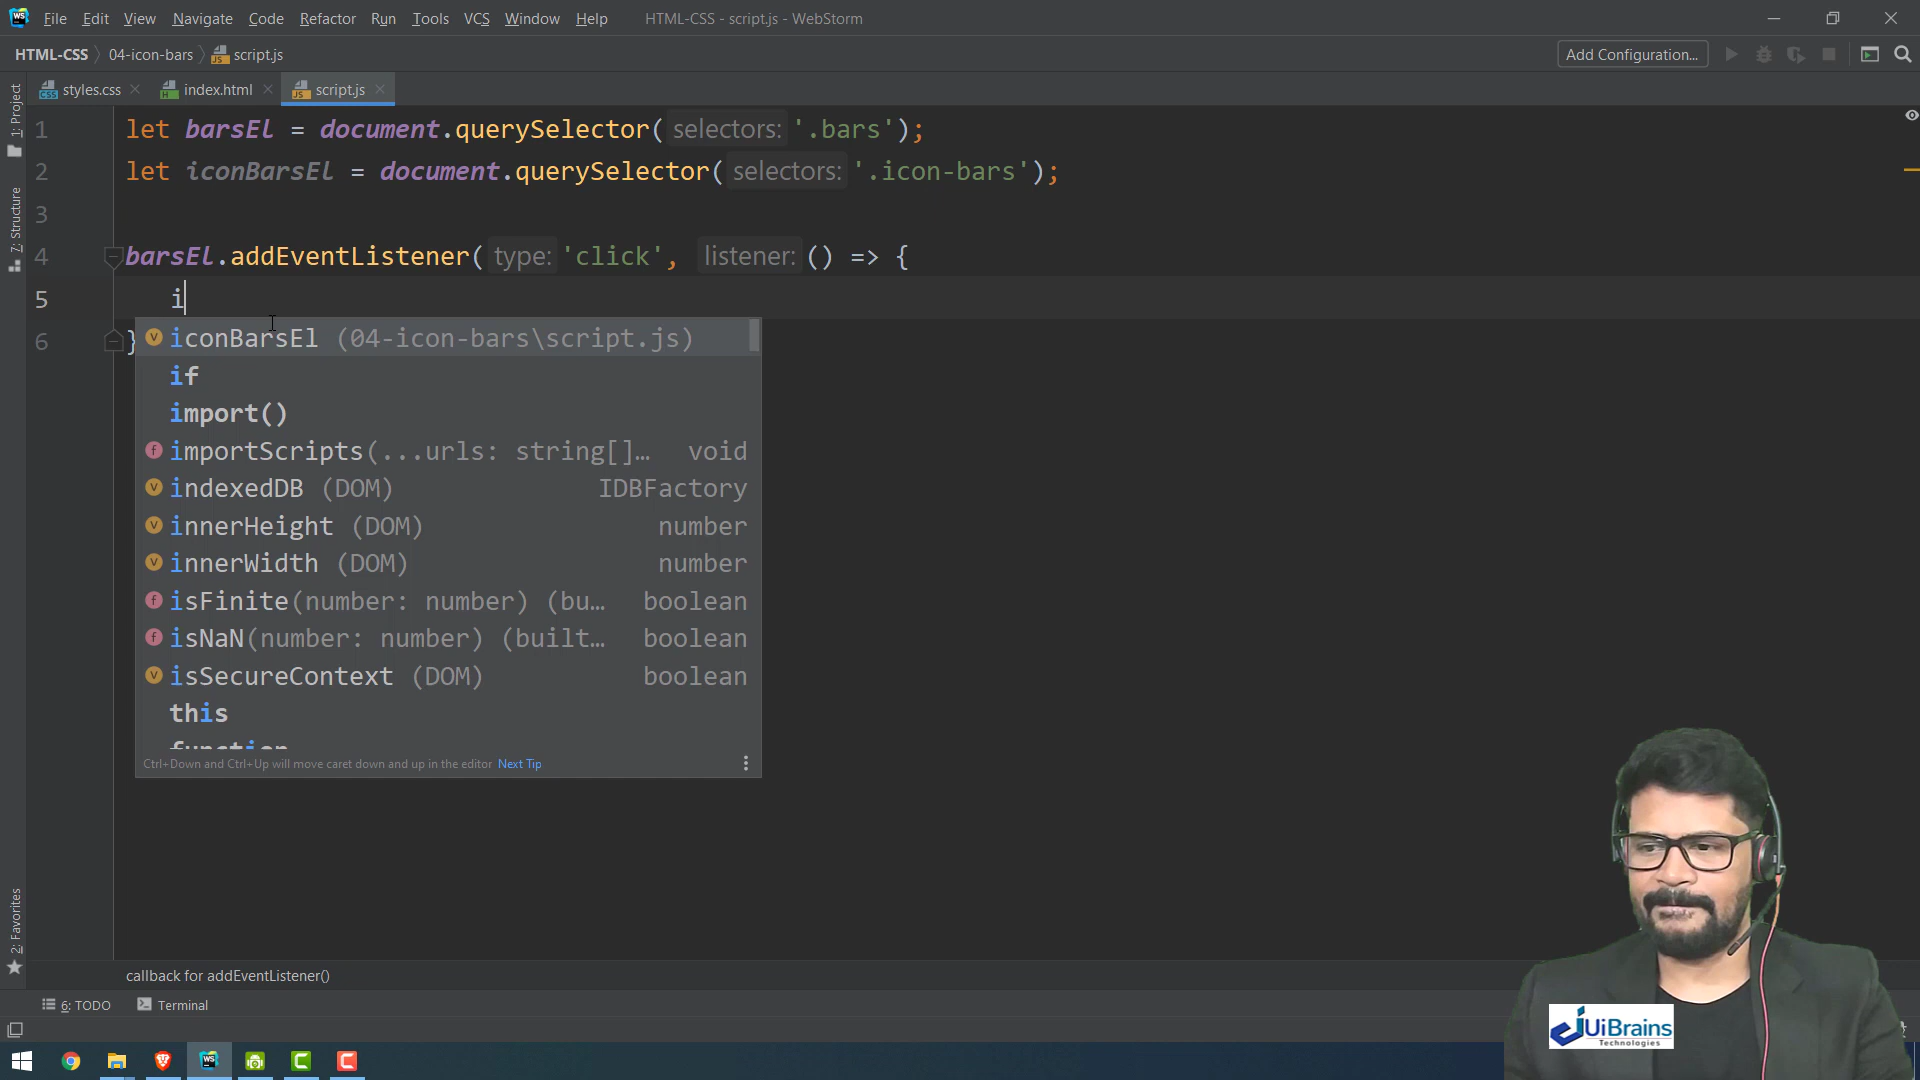 File Edit View Navigate Code Refactor Run Tools VCS Window Help HTML-CSS - script.js - WebStorm
HTML-CSS 04-icon-bars script.js Add Configuration...
styles.css index.html script.js
1: Project
7: Structure
2: Favorites
1 let barsEl = document.querySelector( selectors: '.bars');
2 let iconBarsEl = document.querySelector( selectors: '.icon-bars');
3
4 barsEl.addEventListener( type: 'click', listener: () => {
5 i
6 }
iconBarsEl (04-icon-bars\script.js)
if
import()
importScripts(...urls: string[]… void
indexedDB (DOM) IDBFactory
innerHeight (DOM) number
innerWidth (DOM) number
isFinite(number: number) (bu… boolean
isNaN(number: number) (built… boolean
isSecureContext (DOM) boolean
this
function
Ctrl+Down and Ctrl+Up will move caret down and up in the editor Next Tip
callback for addEventListener()
6: TODO Terminal
UiBrains
Technologies